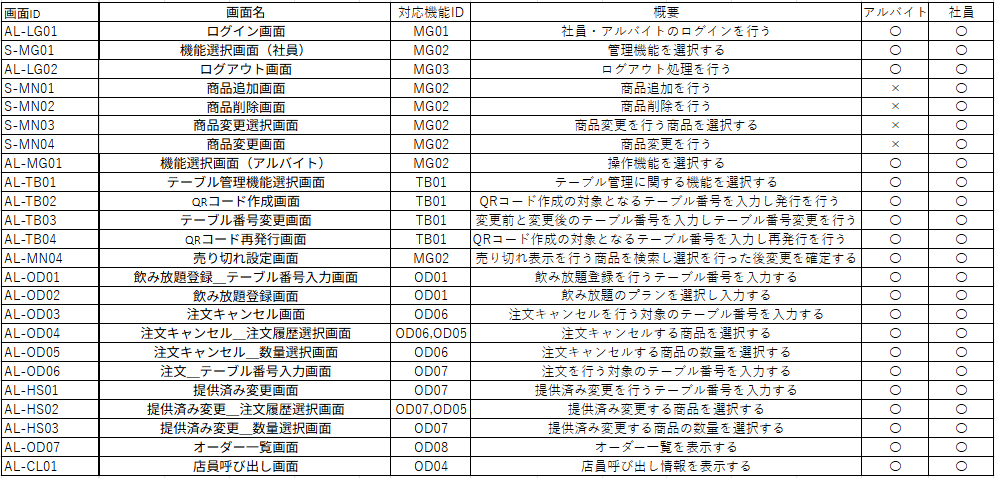 画面ID 画面名 対応機能ID 概要 アルバイト 社員
AL-LG01 ログイン画面 MG01 社員・アルバイトのログインを行う ○ ○
S-MG01 機能選択画面（社員） MG02 管理機能を選択する ○ ○
AL-LG02 ログアウト画面 MG03 ログアウト処理を行う ○ ○
S-MN01 商品追加画面 MG02 商品追加を行う × ○
S-MN02 商品削除画面 MG02 商品削除を行う × ○
S-MN03 商品変更選択画面 MG02 商品変更を行う商品を選択する × ○
S-MN04 商品変更画面 MG02 商品変更を行う × ○
AL-MG01 機能選択画面（アルバイト） MG02 操作機能を選択する ○ ○
AL-TB01 テーブル管理機能選択画面 TB01 テーブル管理に関する機能を選択する ○ ○
AL-TB02 QRコード作成画面 TB01 QRコード作成の対象となるテーブル番号を入力し発行を行う ○ ○
AL-TB03 テーブル番号変更画面 TB01 変更前と変更後のテーブル番号を入力しテーブル番号変更を行う ○ ○
AL-TB04 QRコード再発行画面 TB01 QRコード作成の対象となるテーブル番号を入力し再発行を行う ○ ○
AL-MN04 売り切れ設定画面 MG02 売り切れ表示を行う商品を検索し選択を行った後変更を確定する ○ ○
AL-OD01 飲み放題登録__テーブル番号入力画面 OD01 飲み放題登録を行うテーブル番号を入力する ○ ○
AL-OD02 飲み放題登録画面 OD01 飲み放題のプランを選択し入力する ○ ○
AL-OD03 注文キャンセル画面 OD06 注文キャンセルを行う対象のテーブル番号を入力する ○ ○
AL-OD04 注文キャンセル__注文履歴選択画面 OD06,OD05 注文キャンセルする商品を選択する ○ ○
AL-OD05 注文キャンセル__数量選択画面 OD06 注文キャンセルする商品の数量を選択する ○ ○
AL-OD06 注文__テーブル番号入力画面 OD07 注文を行う対象のテーブル番号を入力する ○ ○
AL-HS01 提供済み変更画面 OD07 提供済み変更を行うテーブル番号を入力する ○ ○
AL-HS02 提供済み変更__注文履歴選択画面 OD07,OD05 提供済み変更する商品を選択する ○ ○
AL-HS03 提供済み変更__数量選択画面 OD07 提供済み変更する商品の数量を選択する ○ ○
AL-OD07 オーダー一覧画面 OD08 オーダー一覧を表示する ○ ○
AL-CL01 店員呼び出し画面 OD04 店員呼び出し情報を表示する ○ ○